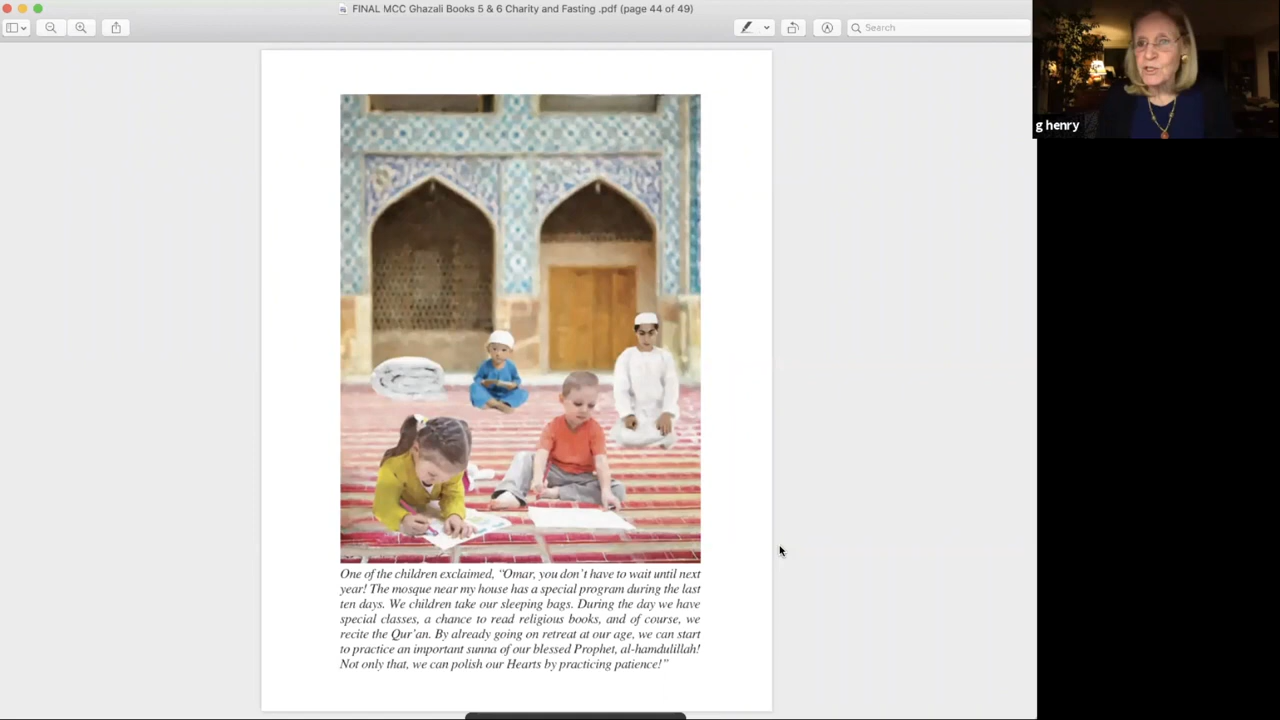 FINAL MCC Ghazali Books 5 & 6 Charity and Fasting .pdf (page 44 of 49)
Search
g henry
One of the children exclaimed, “Omar, you don’t have to wait until next
year! The mosque near my house has a special program during the last
ten days. We children take our sleeping bags. During the day we have
special classes, a chance to read religious books, and of course, we
recite the Qur’an. By already going on retreat at our age, we can start
to practice an important sunna of our blessed Prophet, al-hamdulillah!
Not only that, we can polish our Hearts by practicing patience!”